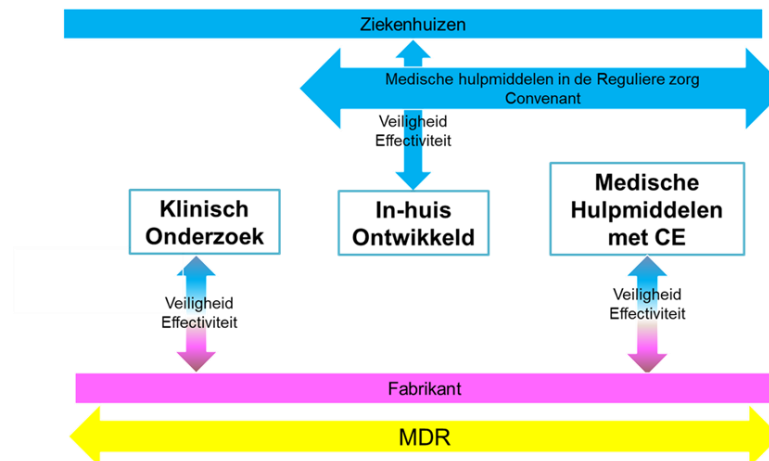 Ziekenhuizen
Medische hulpmiddelen in de Reguliere zorg
Convenant
Veiligheid
Effectiviteit
Klinisch
Onderzoek
In-huis
Ontwikkeld
Medische
Hulpmiddelen
met CE
Veiligheid
Effectiviteit
Veiligheid
Effectiviteit
Fabrikant
MDR